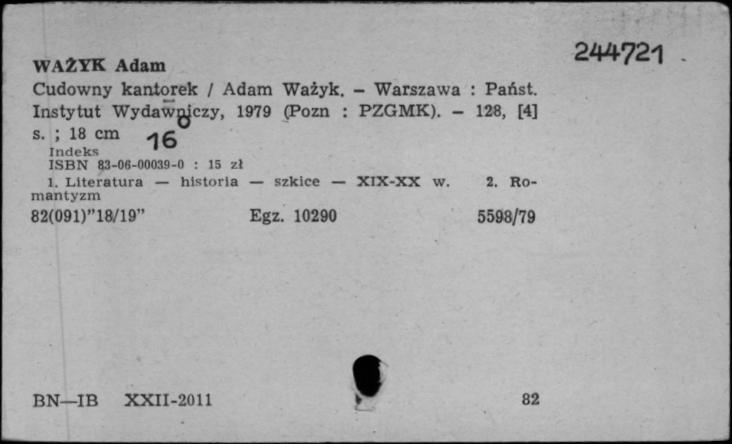 244721
WAŻYK Adam
Cudowny kantorek / Adam Ważyk. — Warszawa : Państ.
Instytut Wydawniczy, 1979 (Pozn : PZGMK). — 128, [4]
s. ; 18 cm 16°
Indeks
ISBN 83-06-00039-0 : 15 zł
1. Literatura — historia — szkice — XIX-XX w. 2. Ro-
mantyzm
82(091)"18/19" Egz. 10290 5598/79
BN—IB XXII-2011 82